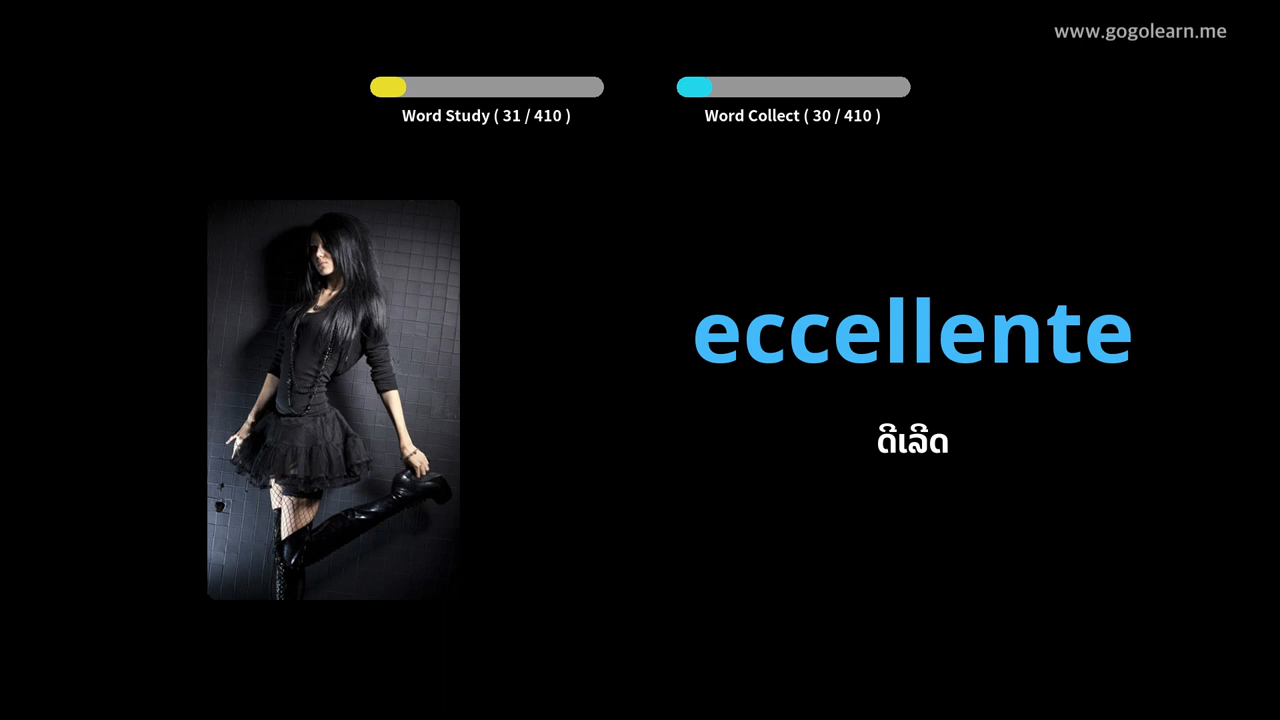 www.gogolearn.me
Word Study ( 31 / 410 )
Word Collect ( 30 / 410 )
eccellente
ດີເລີດ